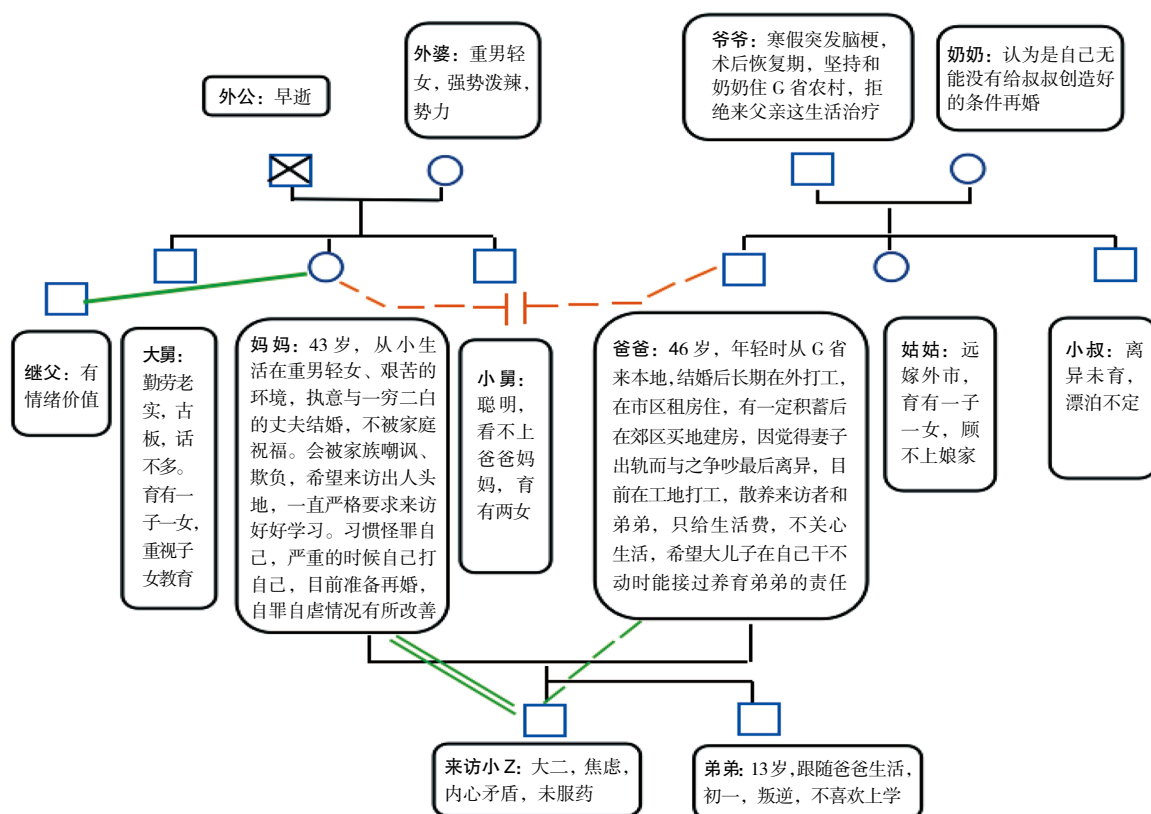 外公：早逝
外婆：重男轻
女，强势泼辣，
势力
爷爷：寒假突发脑梗，
术后恢复期，坚持和
奶奶住 G 省农村，拒
绝来父亲这生活治疗
奶奶：认为是自己无
能没有给叔叔创造好
的条件再婚
继父：有
情绪价值
大舅：
勤劳老
实，古
板，话
不多。
育有一
子一女，
重视子
女教育
妈妈：43 岁，从小生
活在重男轻女、艰苦的
环境，执意与一穷二白
的丈夫结婚，不被家庭
祝福。会被家族嘲讽、
欺负，希望来访出人头
地，一直严格要求来访
好好学习。习惯怪罪自
己，严重的时候自己打
自己，目前准备再婚，
自罪自虐情况有所改善
小舅：
聪明，
看不上
爸爸妈
妈，育
有两女
爸爸：46 岁，年轻时从 G 省
来本地，结婚后长期在外打工，
在市区租房住，有一定积蓄后
在郊区买地建房，因觉得妻子
出轨而与之争吵最后离异，目
前在工地打工，散养来访者和
弟弟，只给生活费，不关心
生活，希望大儿子在自己干不
动时能接过养育弟弟的责任
姑姑：远
嫁外市，
育有一子
一女，顾
不上娘家
小叔：离
异未育，
漂泊不定
来访小 Z：大二，焦虑，
内心矛盾，未服药
弟弟：13岁，跟随爸爸生活，
初一，叛逆，不喜欢上学